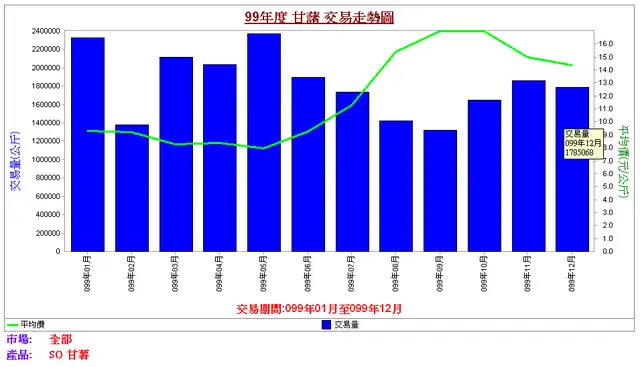 99年度 甘藷 交易走勢圖
2400000
2200000
2000000
1800000
1600000
1400000
1200000
1000000
800000
600000
400000
200000
0
交易量(公斤)
16.0
15.0
14.0
13.0
12.0
11.0
10.0
9.0
8.0
7.0
6.0
5.0
4.0
3.0
2.0
1.0
0.0
平均價(元/公斤)
交易量
099年12月
1785068
099年01月
099年02月
099年03月
099年04月
099年05月
099年06月
099年07月
099年08月
099年09月
099年10月
099年11月
099年12月
交易期間:099年01月至099年12月
平均價
交易量
市場: 全部
產品: SO 甘薯